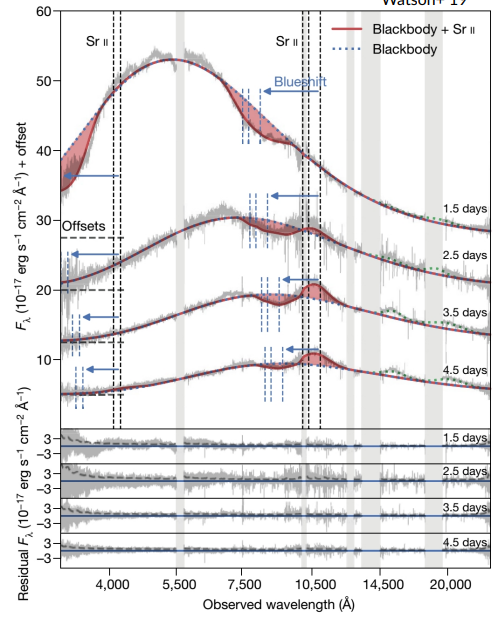 Watson+ 19
60
50
40
30
20
10
Fλ (10⁻¹⁷ erg s⁻¹ cm⁻² Å⁻¹) + offset
Sr II
Sr II
Blackbody + Sr II
Blackbody
Blueshift
Offsets
1.5 days
2.5 days
3.5 days
4.5 days
Residual Fλ (10⁻¹⁷ erg s⁻¹ cm⁻² Å⁻¹)
3
−3
1.5 days
3
−3
2.5 days
3
−3
3.5 days
3
−3
4.5 days
4,000
5,500
7,500
10,500
14,500
20,000
Observed wavelength (Å)